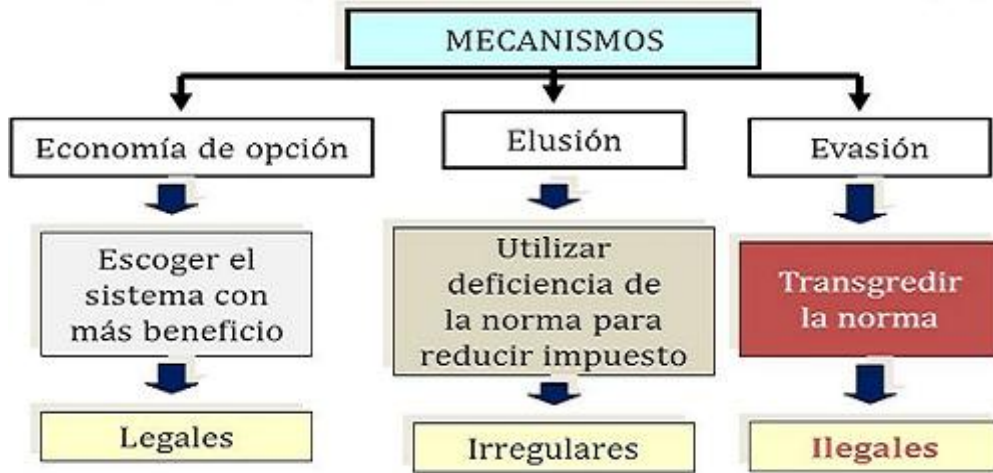 MECANISMOS
Economía de opción
Elusión
Evasión
Escoger el
sistema con
más beneficio
Utilizar
deficiencia de
la norma para
reducir impuesto
Transgredir
la norma
Legales
Irregulares
Ilegales